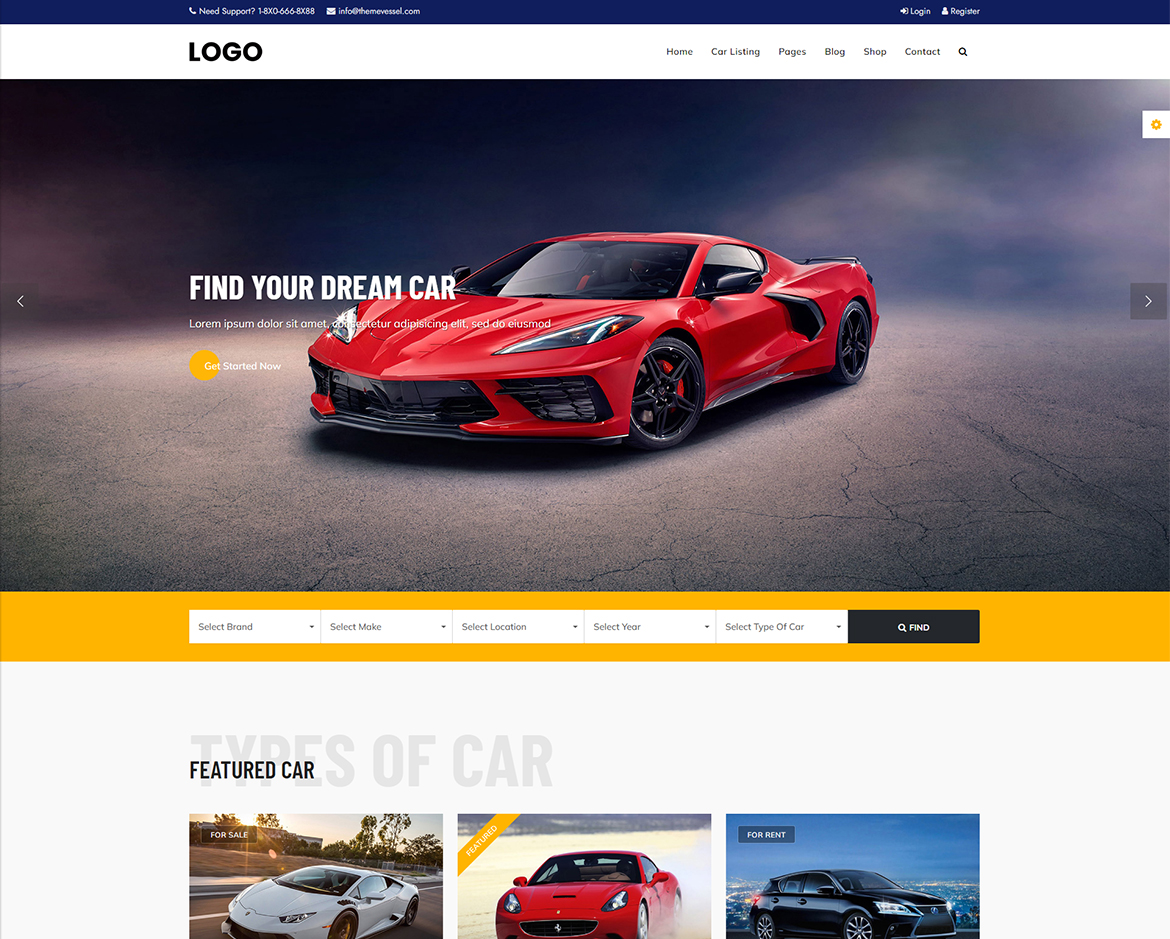 Need Support? 1-8X0-666-8X88 info@themevessel.com Login Register
LOGO Home Car Listing Pages Blog Shop Contact
FIND YOUR DREAM CAR
Lorem ipsum dolor sit amet, consectetur adipisicing elit, sed do eiusmod
Get Started Now
Select Brand Select Make Select Location Select Year Select Type Of Car FIND
TYPES OF CAR
FEATURED CAR
FOR SALE FEATURED FOR RENT